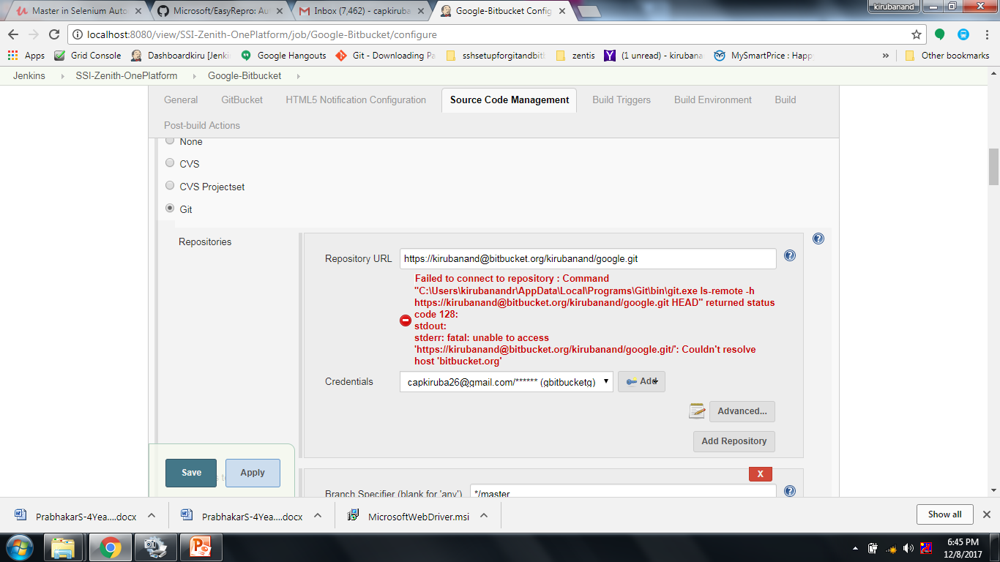 kirubanand
Master in Selenium Auto
Microsoft/EasyRepro: Au
Inbox (7,462) - capkiruba
Google-Bitbucket Config
localhost:8080/view/SSI-Zenith-OnePlatform/job/Google-Bitbucket/configure
Apps
Grid Console
Dashboardkiru [Jenki
Google Hangouts
Git - Downloading Pa
sshsetupforgitandbit
zentis
(1 unread) - kirubana
MySmartPrice : Happ
»
Other bookmarks
Jenkins
SSI-Zenith-OnePlatform
Google-Bitbucket
General
GitBucket
HTML5 Notification Configuration
Source Code Management
Build Triggers
Build Environment
Build
Post-build Actions
None
CVS
CVS Projectset
Git
Repositories
Repository URL
https://kirubanand@bitbucket.org/kirubanand/google.git
Failed to connect to repository : Command
"C:\Users\kirubanandr\AppData\Local\Programs\Git\bin\git.exe ls-remote -h
https://kirubanand@bitbucket.org/kirubanand/google.git HEAD" returned status
code 128:
stdout:
stderr: fatal: unable to access
'https://kirubanand@bitbucket.org/kirubanand/google.git/': Couldn't resolve
host 'bitbucket.org'
Credentials
capkiruba26@gmail.com/****** (gbitbucketg)
Add
Advanced...
Add Repository
Save
Apply
X
Branch Specifier (blank for 'any')
*/master
PrabhakarS-4Yea....docx
PrabhakarS-4Yea....docx
MicrosoftWebDriver.msi
Show all
6:45 PM
12/8/2017